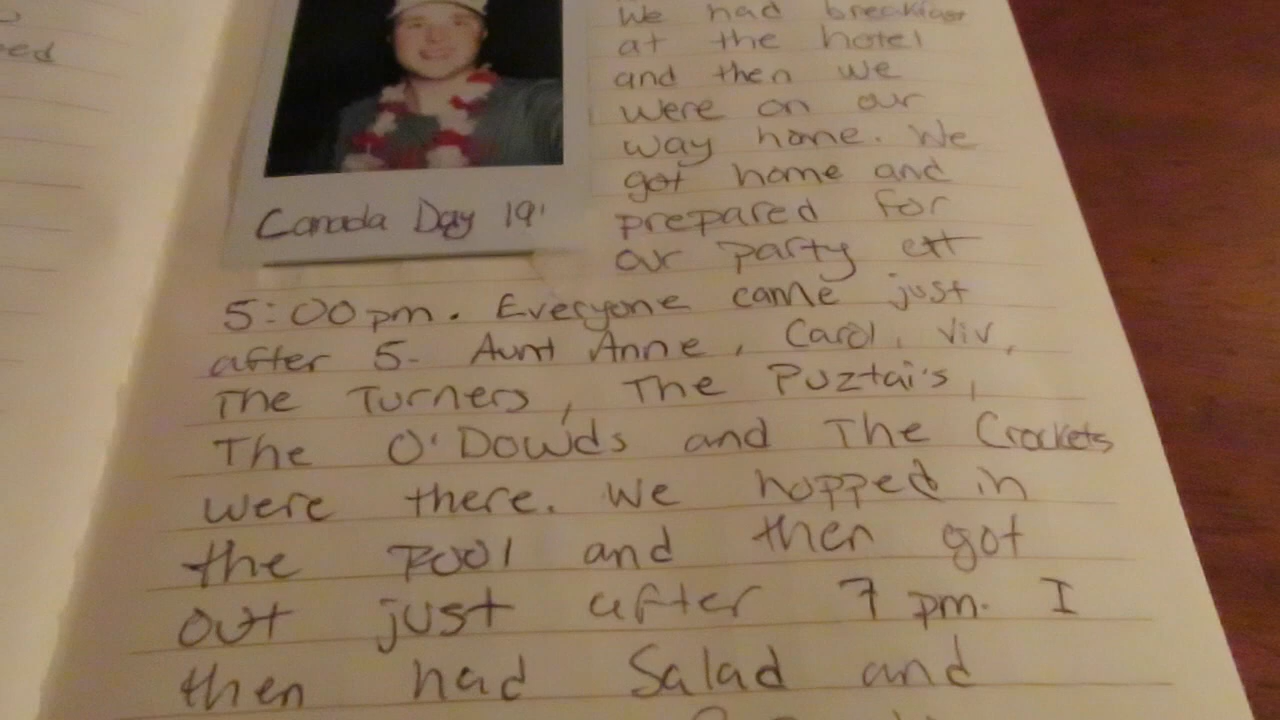 ed
Canada Day 19'
We had breakfast
at the hotel
and then we
were on our
way home. We
got home and
prepared for
our party at
5:00pm. Everyone came just
after 5. Aunt Anne, Carol, Viv,
The Turners, The Puztai's,
The O'Dowds and The Crockets
were there. We hopped in
the pool and then got
out just after 7 pm. I
then had Salad and